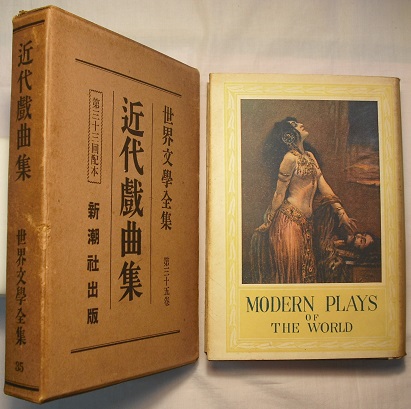 近代戲曲集
世界文學全集
35
世界文學全集
第三十五卷
近代戲曲集
第三十三回配本
新潮社出版
MODERN PLAYS
OF
THE WORLD